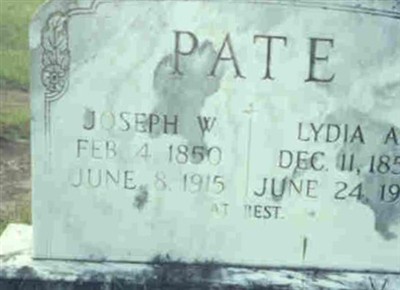 PATE
JOSEPH W
FEB. 4. 1850
JUNE. 8. 1915
LYDIA A
DEC. 11, 185
JUNE 24, 19
AT REST.